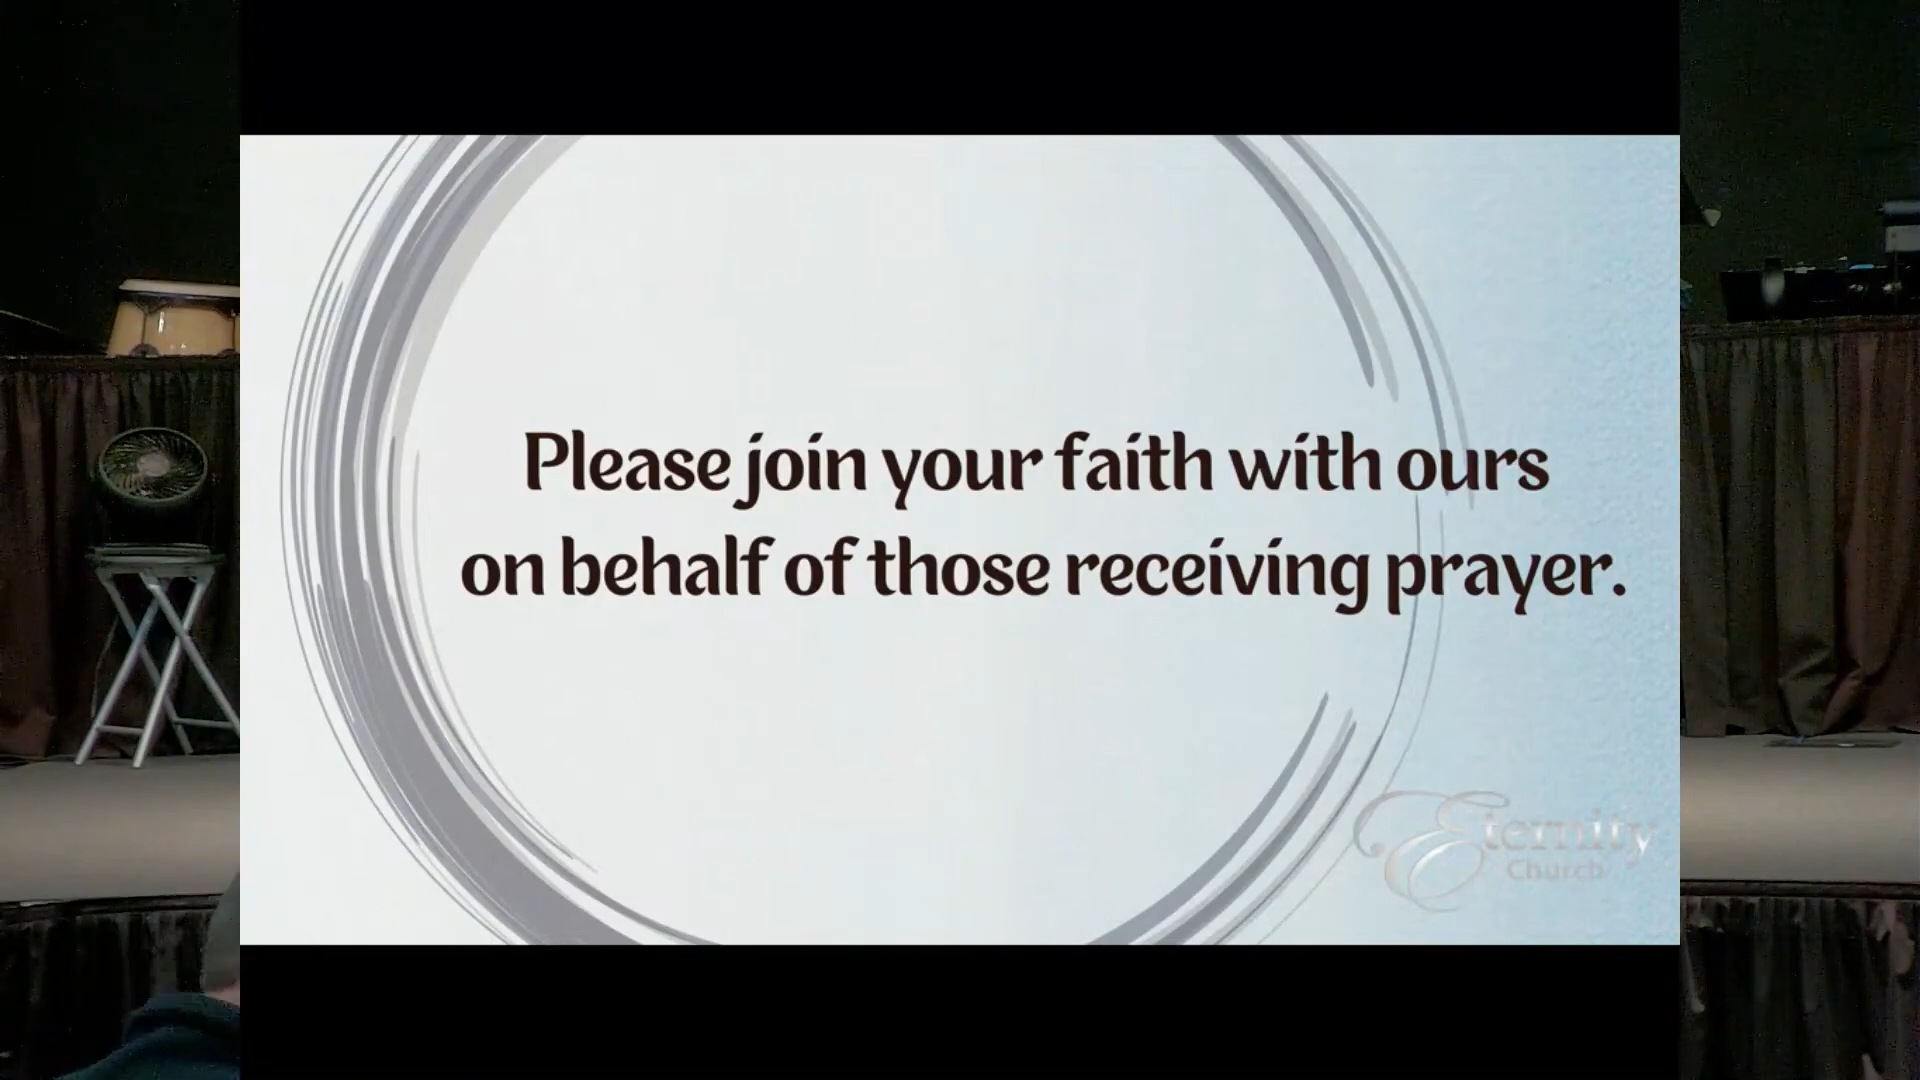 Please join your faith with ours
on behalf of those receiving prayer.
Eternity
Church